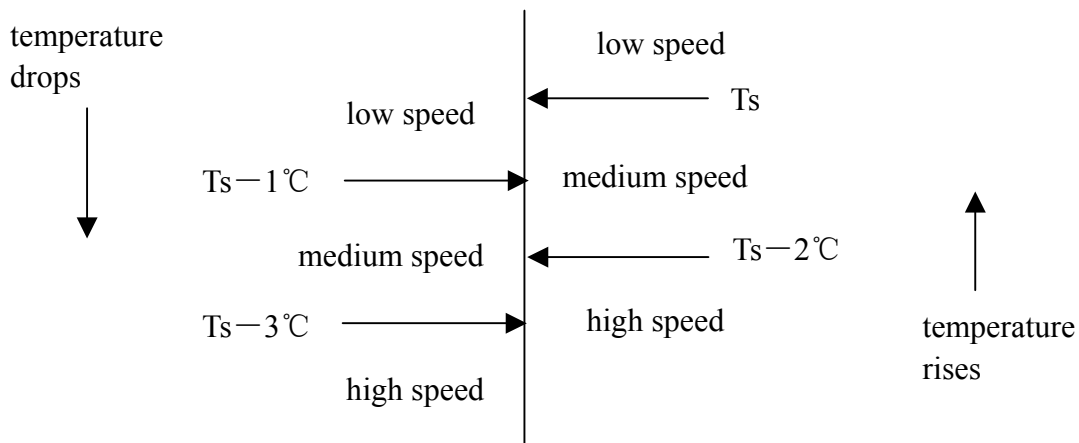 temperature
drops
low speed
Ts－1℃
medium speed
Ts－3℃
high speed
low speed
Ts
medium speed
Ts－2℃
high speed
temperature
rises